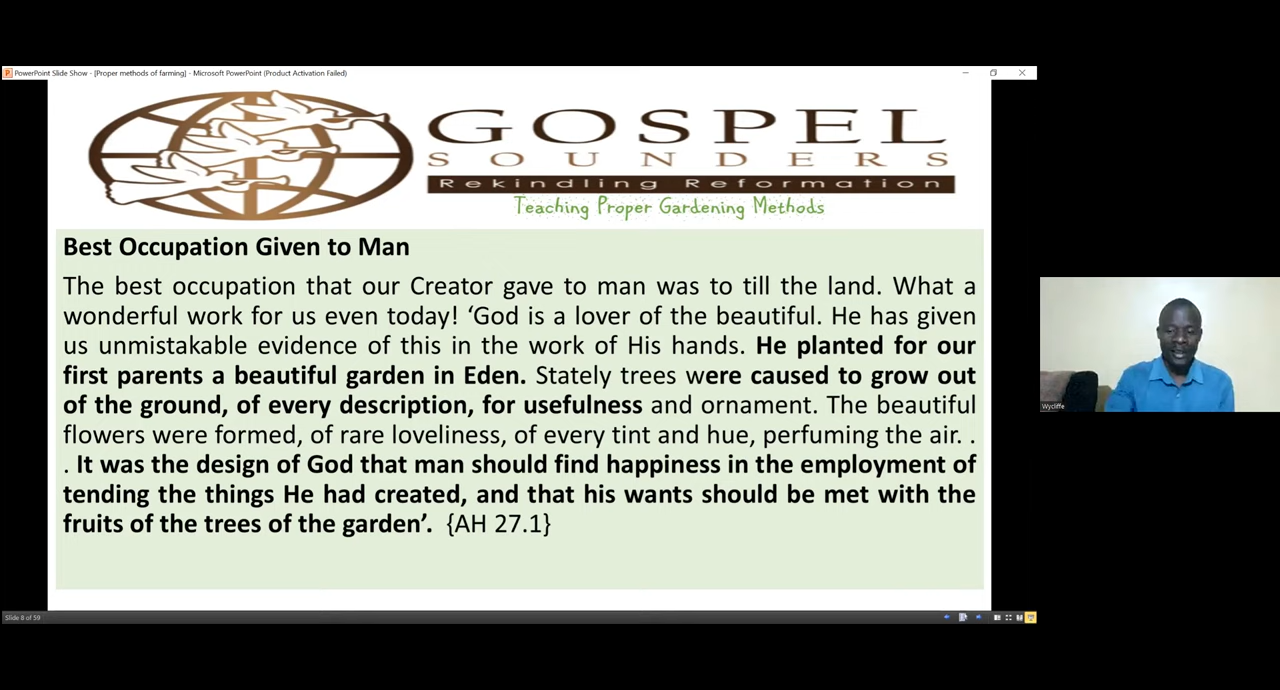 PowerPoint Slide Show - [Proper methods of farming] - Microsoft PowerPoint (Product Activation Failed)
GOSPEL
SOUNDERS
Rekindling Reformation
Teaching Proper Gardening Methods
Best Occupation Given to Man
The best occupation that our Creator gave to man was to till the land. What a
wonderful work for us even today! ‘God is a lover of the beautiful. He has given
us unmistakable evidence of this in the work of His hands. He planted for our
first parents a beautiful garden in Eden. Stately trees were caused to grow out
of the ground, of every description, for usefulness and ornament. The beautiful
flowers were formed, of rare loveliness, of every tint and hue, perfuming the air. .
. It was the design of God that man should find happiness in the employment of
tending the things He had created, and that his wants should be met with the
fruits of the trees of the garden’. {AH 27.1}
Wycliffe
Slide 8 of 59